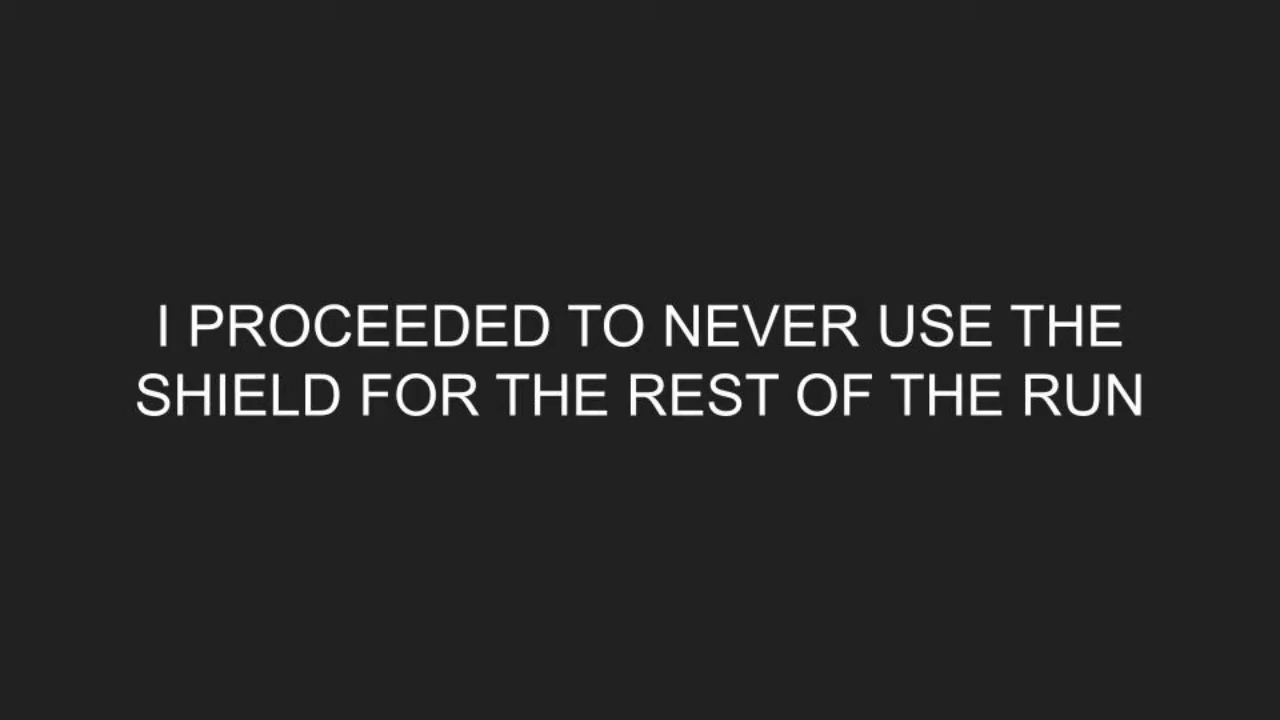 I PROCEEDED TO NEVER USE THE
SHIELD FOR THE REST OF THE RUN